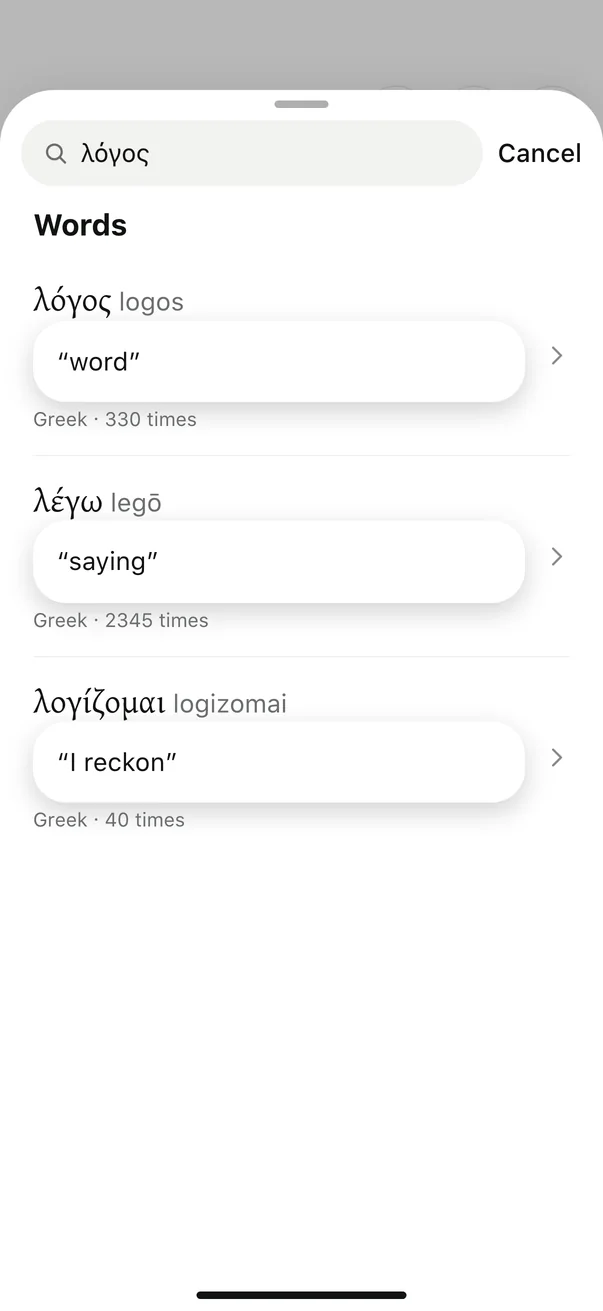 λόγος Cancel
Words
λόγος logos
“word”
Greek · 330 times
λέγω legō
“saying”
Greek · 2345 times
λογίζομαι logizomai
“I reckon”
Greek · 40 times